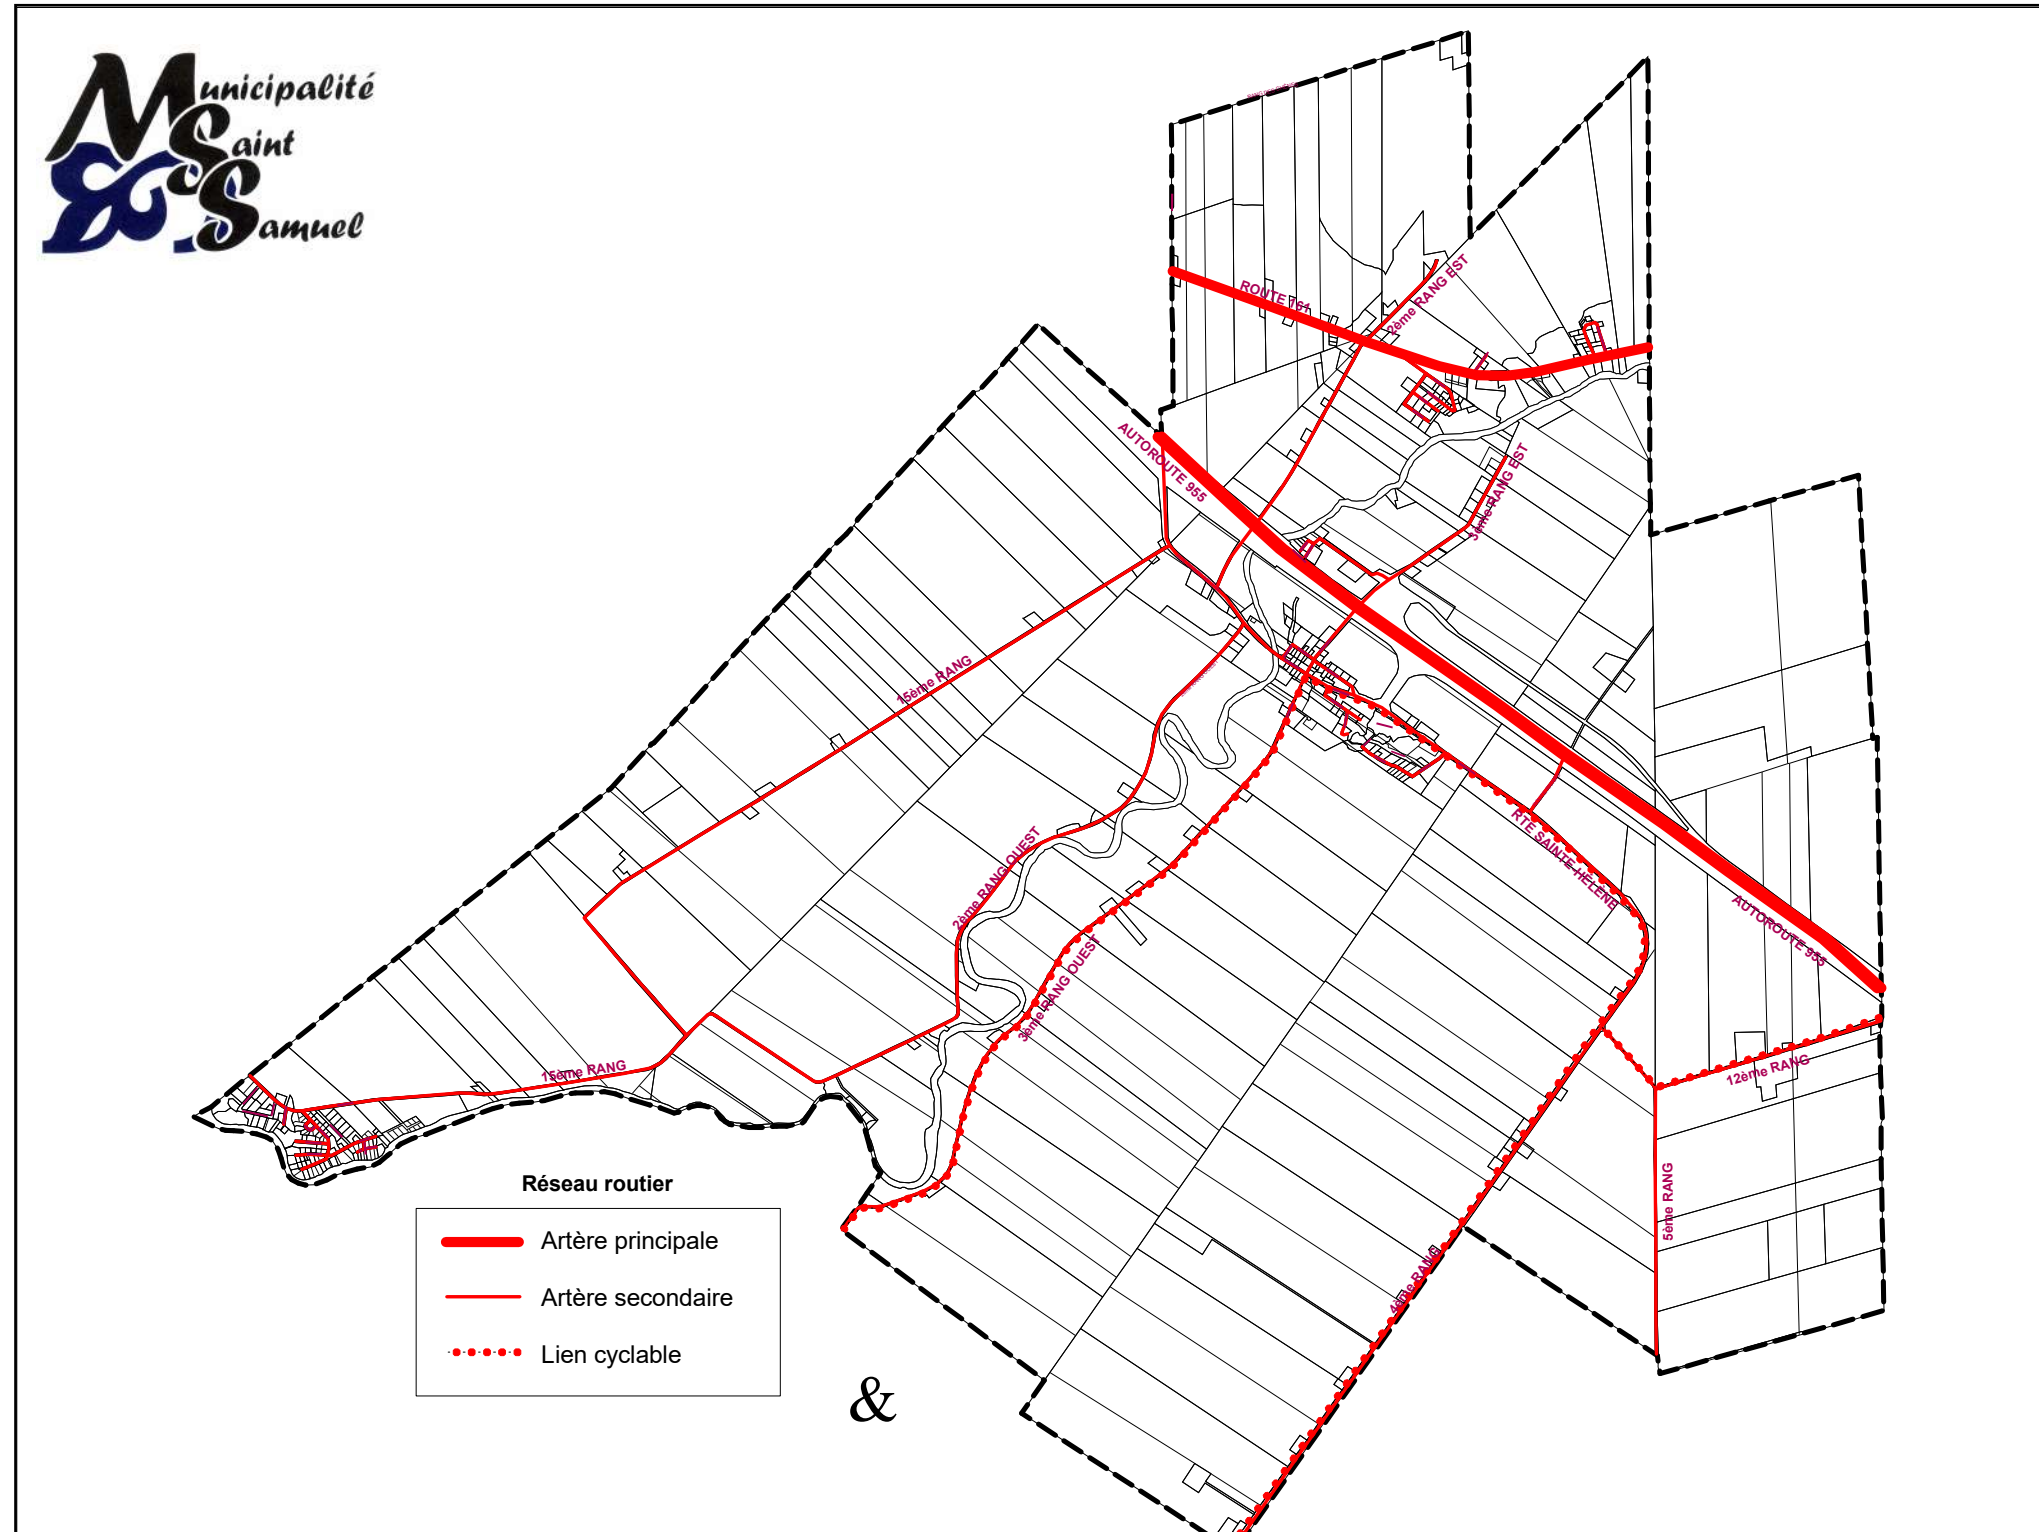 Municipalité
Saint
Samuel
ROUTE 161
2ème RANG EST
AUTOROUTE 955
3ème RANG EST
15ème RANG
2ème RANG OUEST
RTE SAINTE-HÉLÈNE
AUTOROUTE 955
3ème RANG OUEST
15ème RANG
12ème RANG
5ème RANG
4ème RANG
Réseau routier
Artère principale
Artère secondaire
Lien cyclable
&